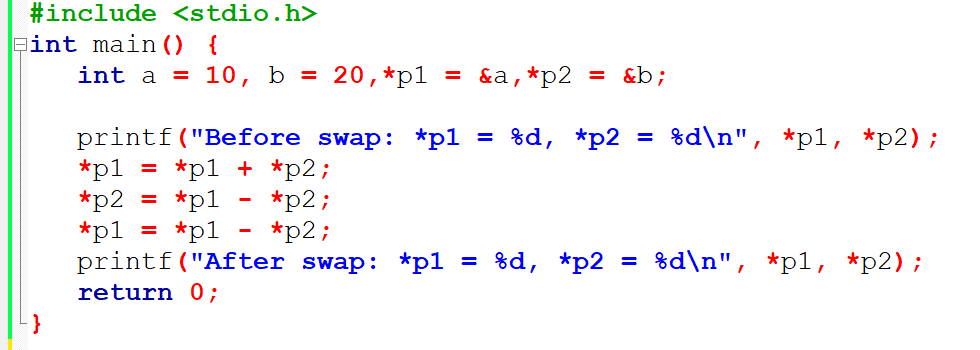 #include <stdio.h>
int main() {
int a = 10, b = 20,*p1 = &a,*p2 = &b;
printf("Before swap: *p1 = %d, *p2 = %d\n", *p1, *p2);
*p1 = *p1 + *p2;
*p2 = *p1 - *p2;
*p1 = *p1 - *p2;
printf("After swap: *p1 = %d, *p2 = %d\n", *p1, *p2);
return 0;
}